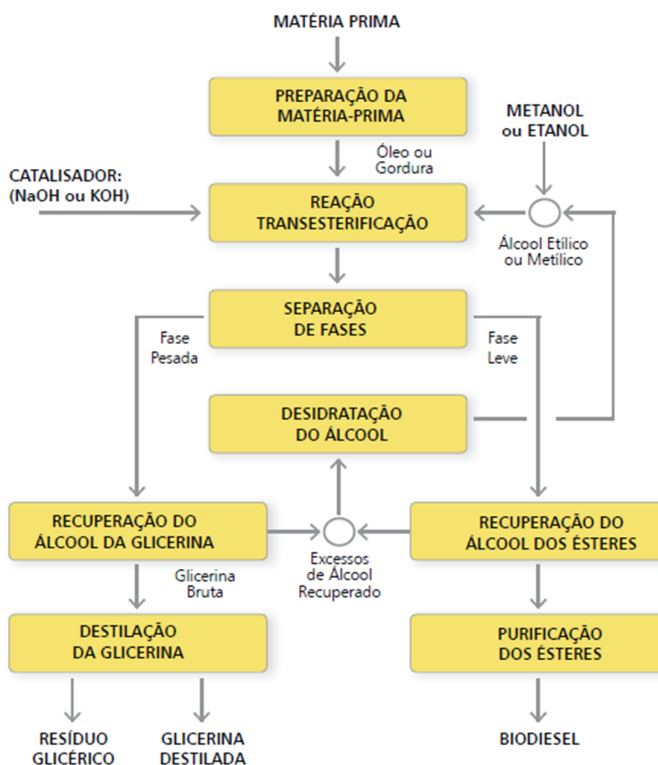 MATÉRIA PRIMA
PREPARAÇÃO DA
MATÉRIA-PRIMA
METANOL
ou ETANOL
Óleo ou
Gordura
CATALISADOR:
(NaOH ou KOH)
REAÇÃO
TRANSESTERIFICAÇÃO
Álcool Etílico
ou Metílico
SEPARAÇÃO
DE FASES
Fase
Pesada
Fase
Leve
DESIDRATAÇÃO
DO ÁLCOOL
RECUPERAÇÃO DO
ÁLCOOL DA GLICERINA
RECUPERAÇÃO DO
ÁLCOOL DOS ÉSTERES
Excessos
de Álcool
Recuperado
Glicerina
Bruta
DESTILAÇÃO
DA GLICERINA
PURIFICAÇÃO
DOS ÉSTERES
RESÍDUO
GLICÉRICO
GLICERINA
DESTILADA
BIODIESEL